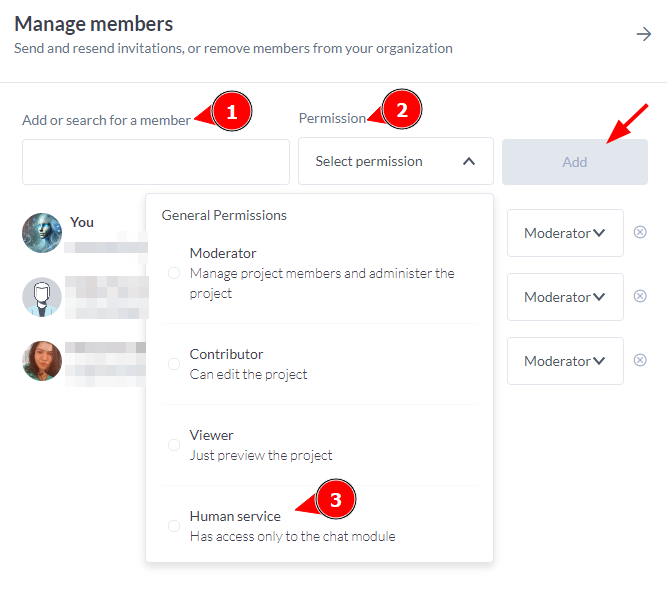 Manage members
Send and resend invitations, or remove members from your organization
Add or search for a member
1
Permission
2
Select permission
Add
You
Moderator
Moderator
Moderator
General Permissions
Moderator
Manage project members and administer the
project
Contributor
Can edit the project
Viewer
Just preview the project
Human service
3
Has access only to the chat module